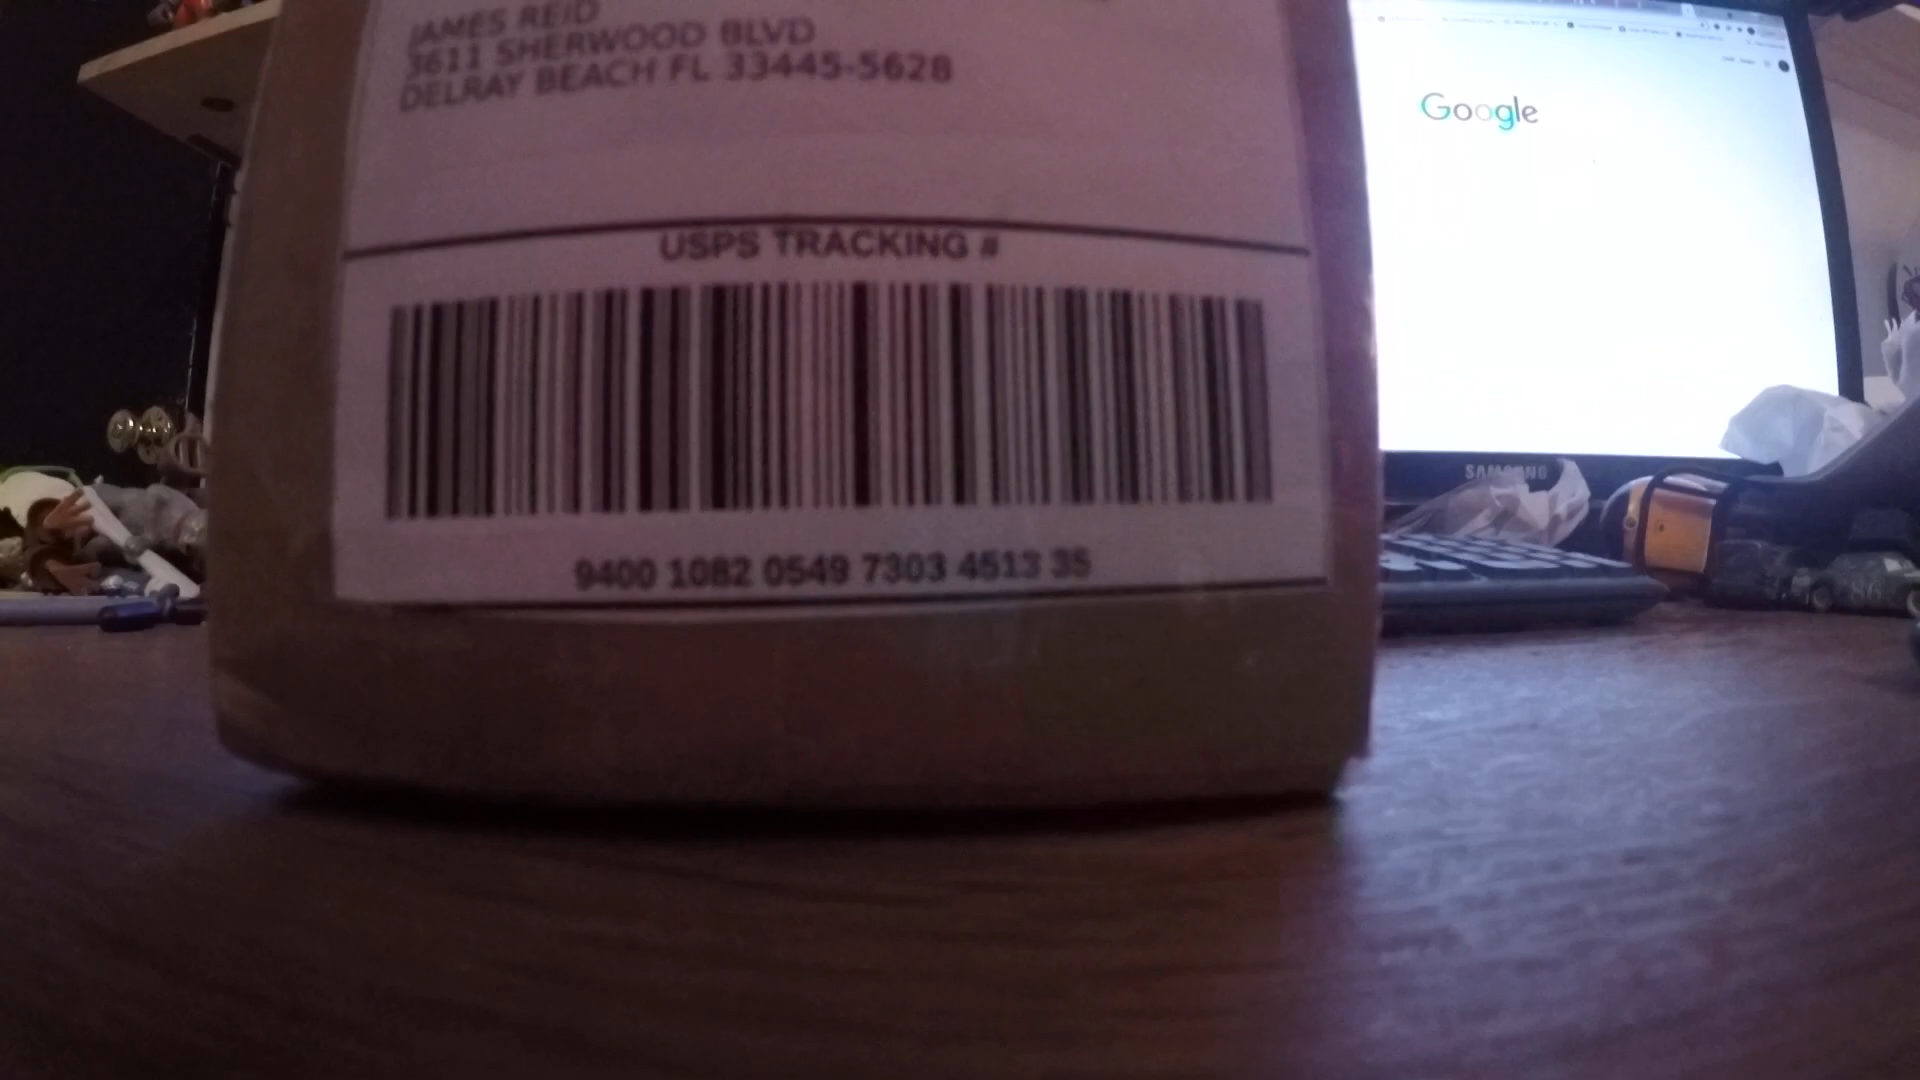 JAMES REID
3611 SHERWOOD BLVD
DELRAY BEACH FL 33445-5628
USPS TRACKING #
9400 1082 0549 7303 4513 35
Google
SAMSUNG
86